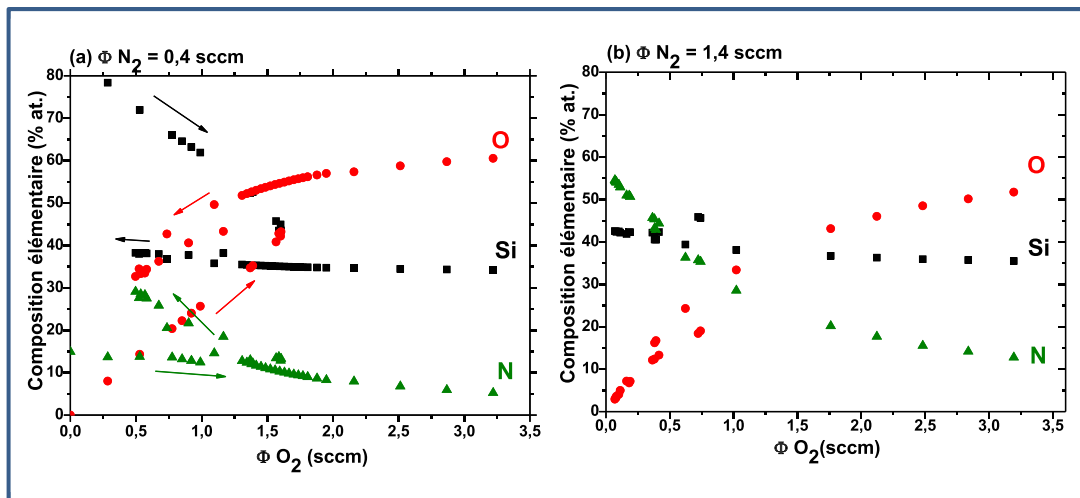 (a) Φ N2 = 0,4 sccm
Composition élémentaire (% at.)
80
70
60
50
40
30
20
10
0
O
Si
N
0,0 0,5 1,0 1,5 2,0 2,5 3,0 3,5
Φ O2 (sccm)
(b) Φ N2 = 1,4 sccm
Composition élémentaire (% at.)
80
70
60
50
40
30
20
10
0
O
Si
N
0,0 0,5 1,0 1,5 2,0 2,5 3,0 3,5
Φ O2(sccm)